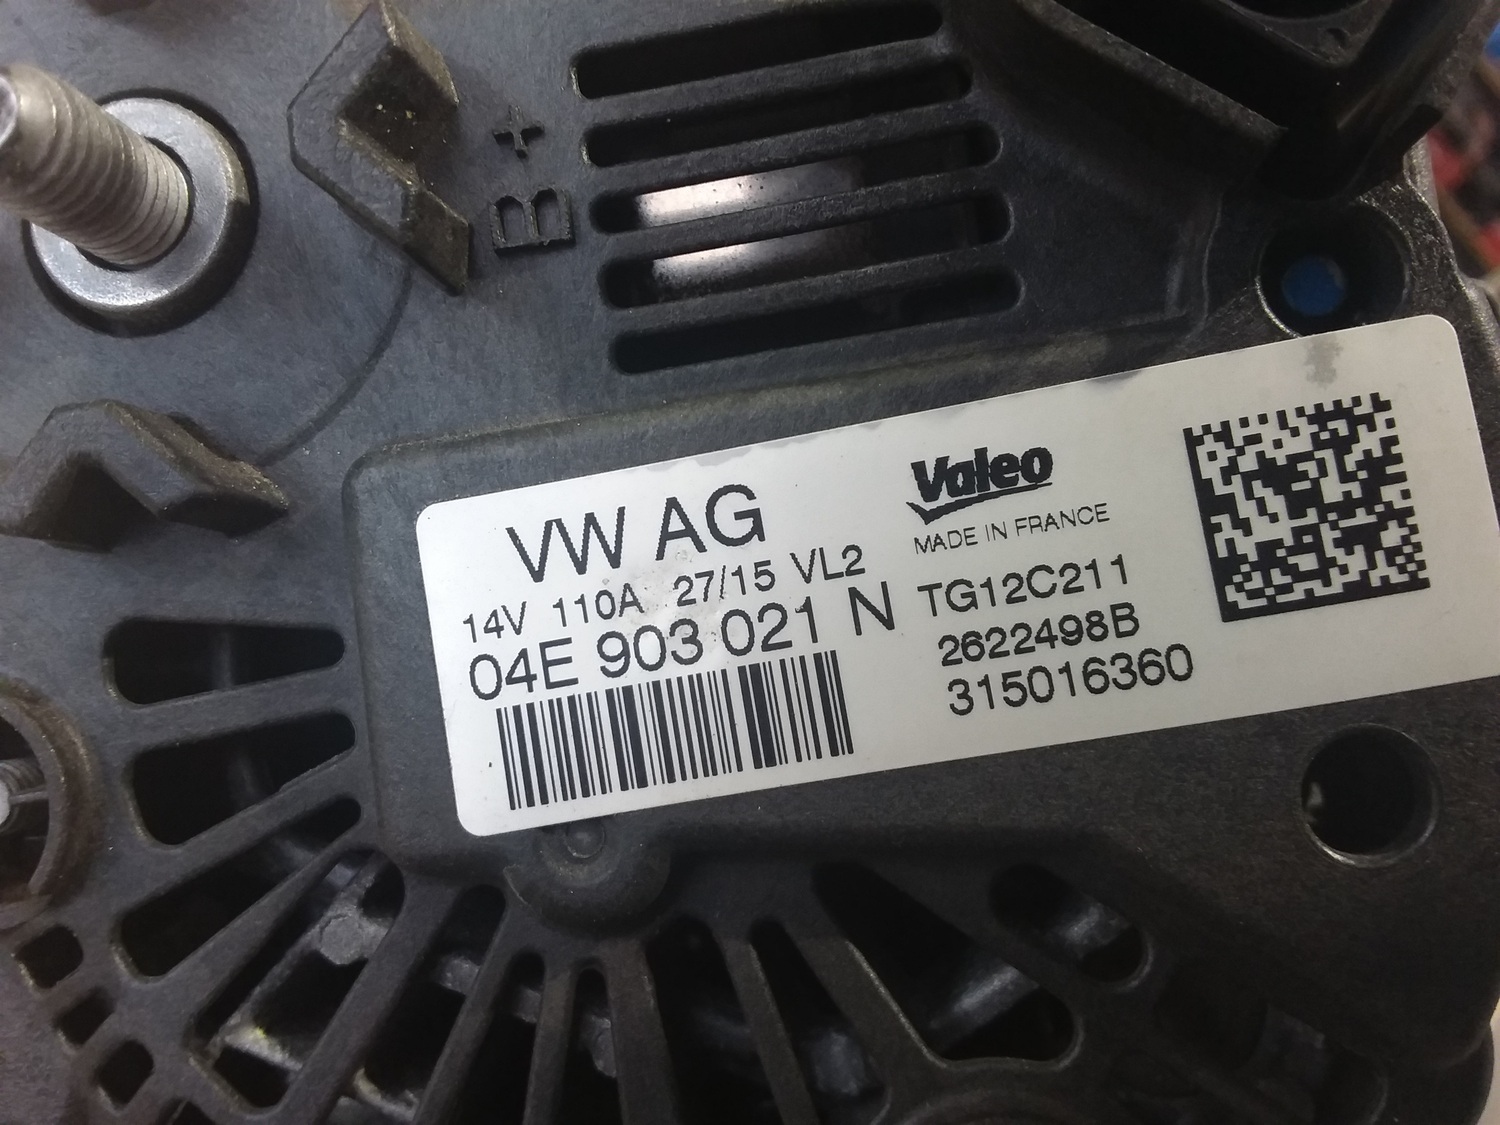 B+
VW AG
14V 110A 27/15 VL2
04E 903 021 N
Valeo
MADE IN FRANCE
TG12C211
2622498B
315016360